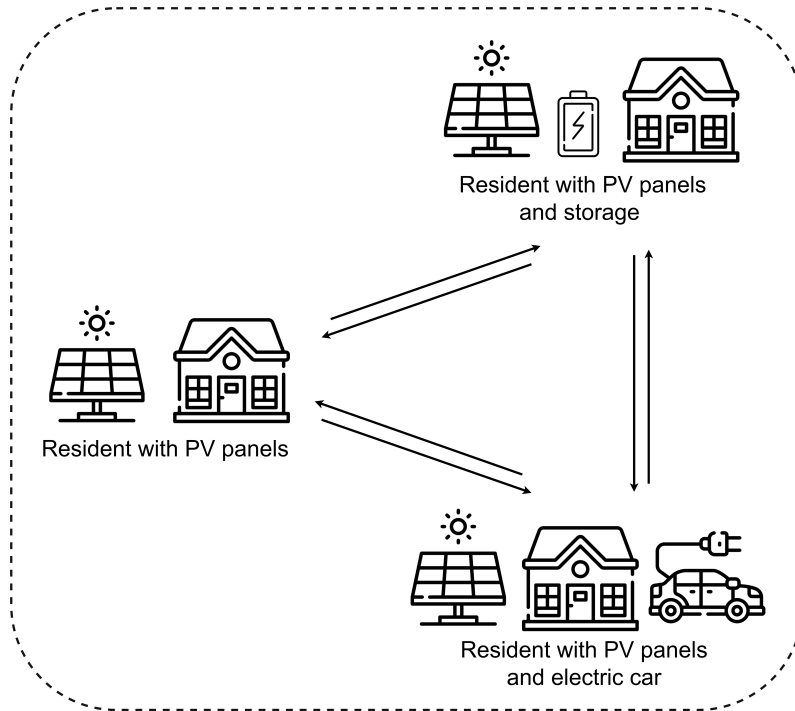 Resident with PV panels
and storage
Resident with PV panels
Resident with PV panels
and electric car